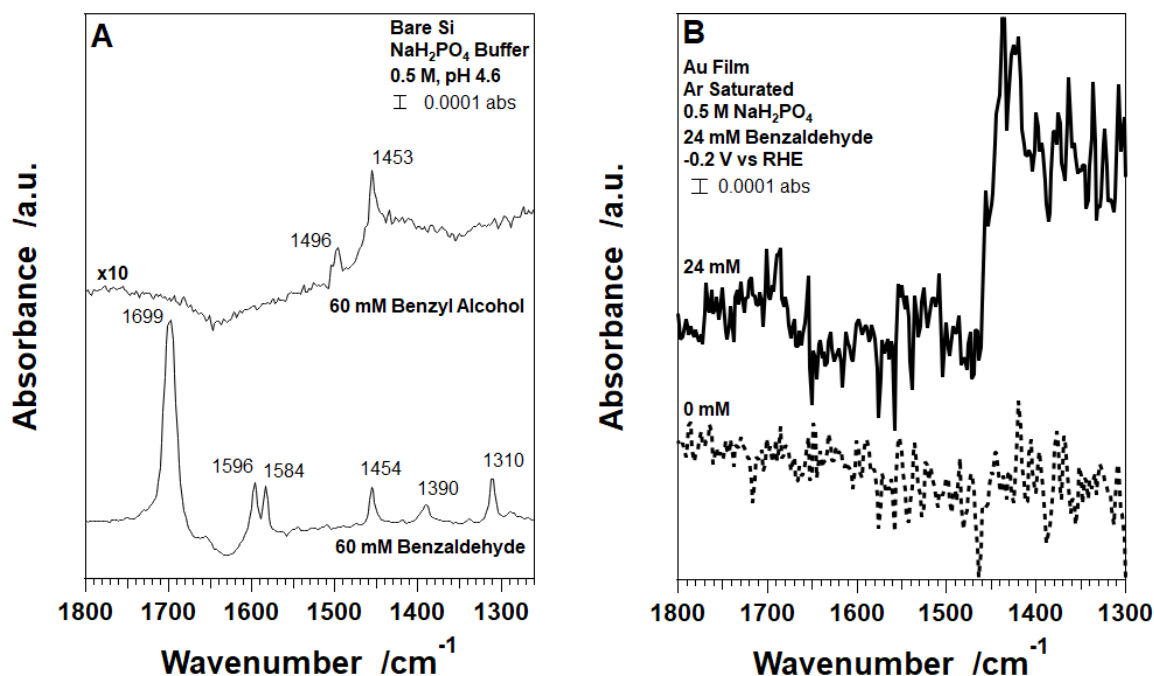 A
Bare Si
NaH₂PO₄ Buffer
0.5 M, pH 4.6
0.0001 abs
1453
1496
x10
60 mM Benzyl Alcohol
1699
1596
1584
1454
1390
1310
60 mM Benzaldehyde
1800 1700 1600 1500 1400 1300
Wavenumber /cm⁻¹
Absorbance /a.u.
B
Au Film
Ar Saturated
0.5 M NaH₂PO₄
24 mM Benzaldehyde
-0.2 V vs RHE
0.0001 abs
24 mM
0 mM
1800 1700 1600 1500 1400 1300
Wavenumber /cm⁻¹
Absorbance /a.u.